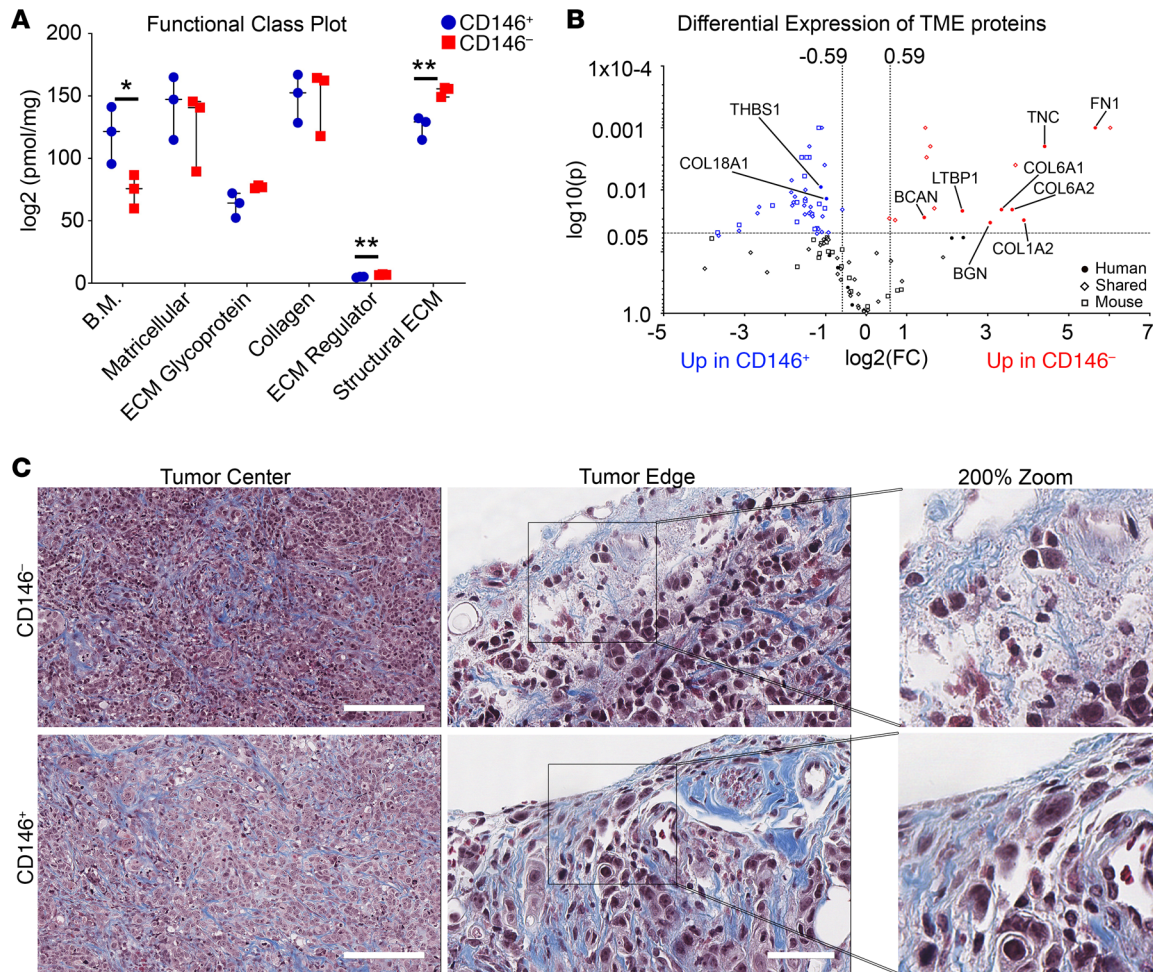 A
Functional Class Plot
CD146+
CD146–
200
150
100
50
0
log2 (pmol/mg)
*
**
**
B.M.
Matricellular
ECM Glycoprotein
Collagen
ECM Regulator
Structural ECM
B
Differential Expression of TME proteins
-0.59
0.59
1x10-4
0.001
0.01
0.05
1.0
log10(p)
THBS1
COL18A1
TNC
FN1
LTBP1
COL6A1
COL6A2
BCAN
BGN
COL1A2
Human
Shared
Mouse
-5
-3
-1
0
1
3
5
7
Up in CD146+
log2(FC)
Up in CD146–
C
Tumor Center
Tumor Edge
200% Zoom
CD146–
CD146+